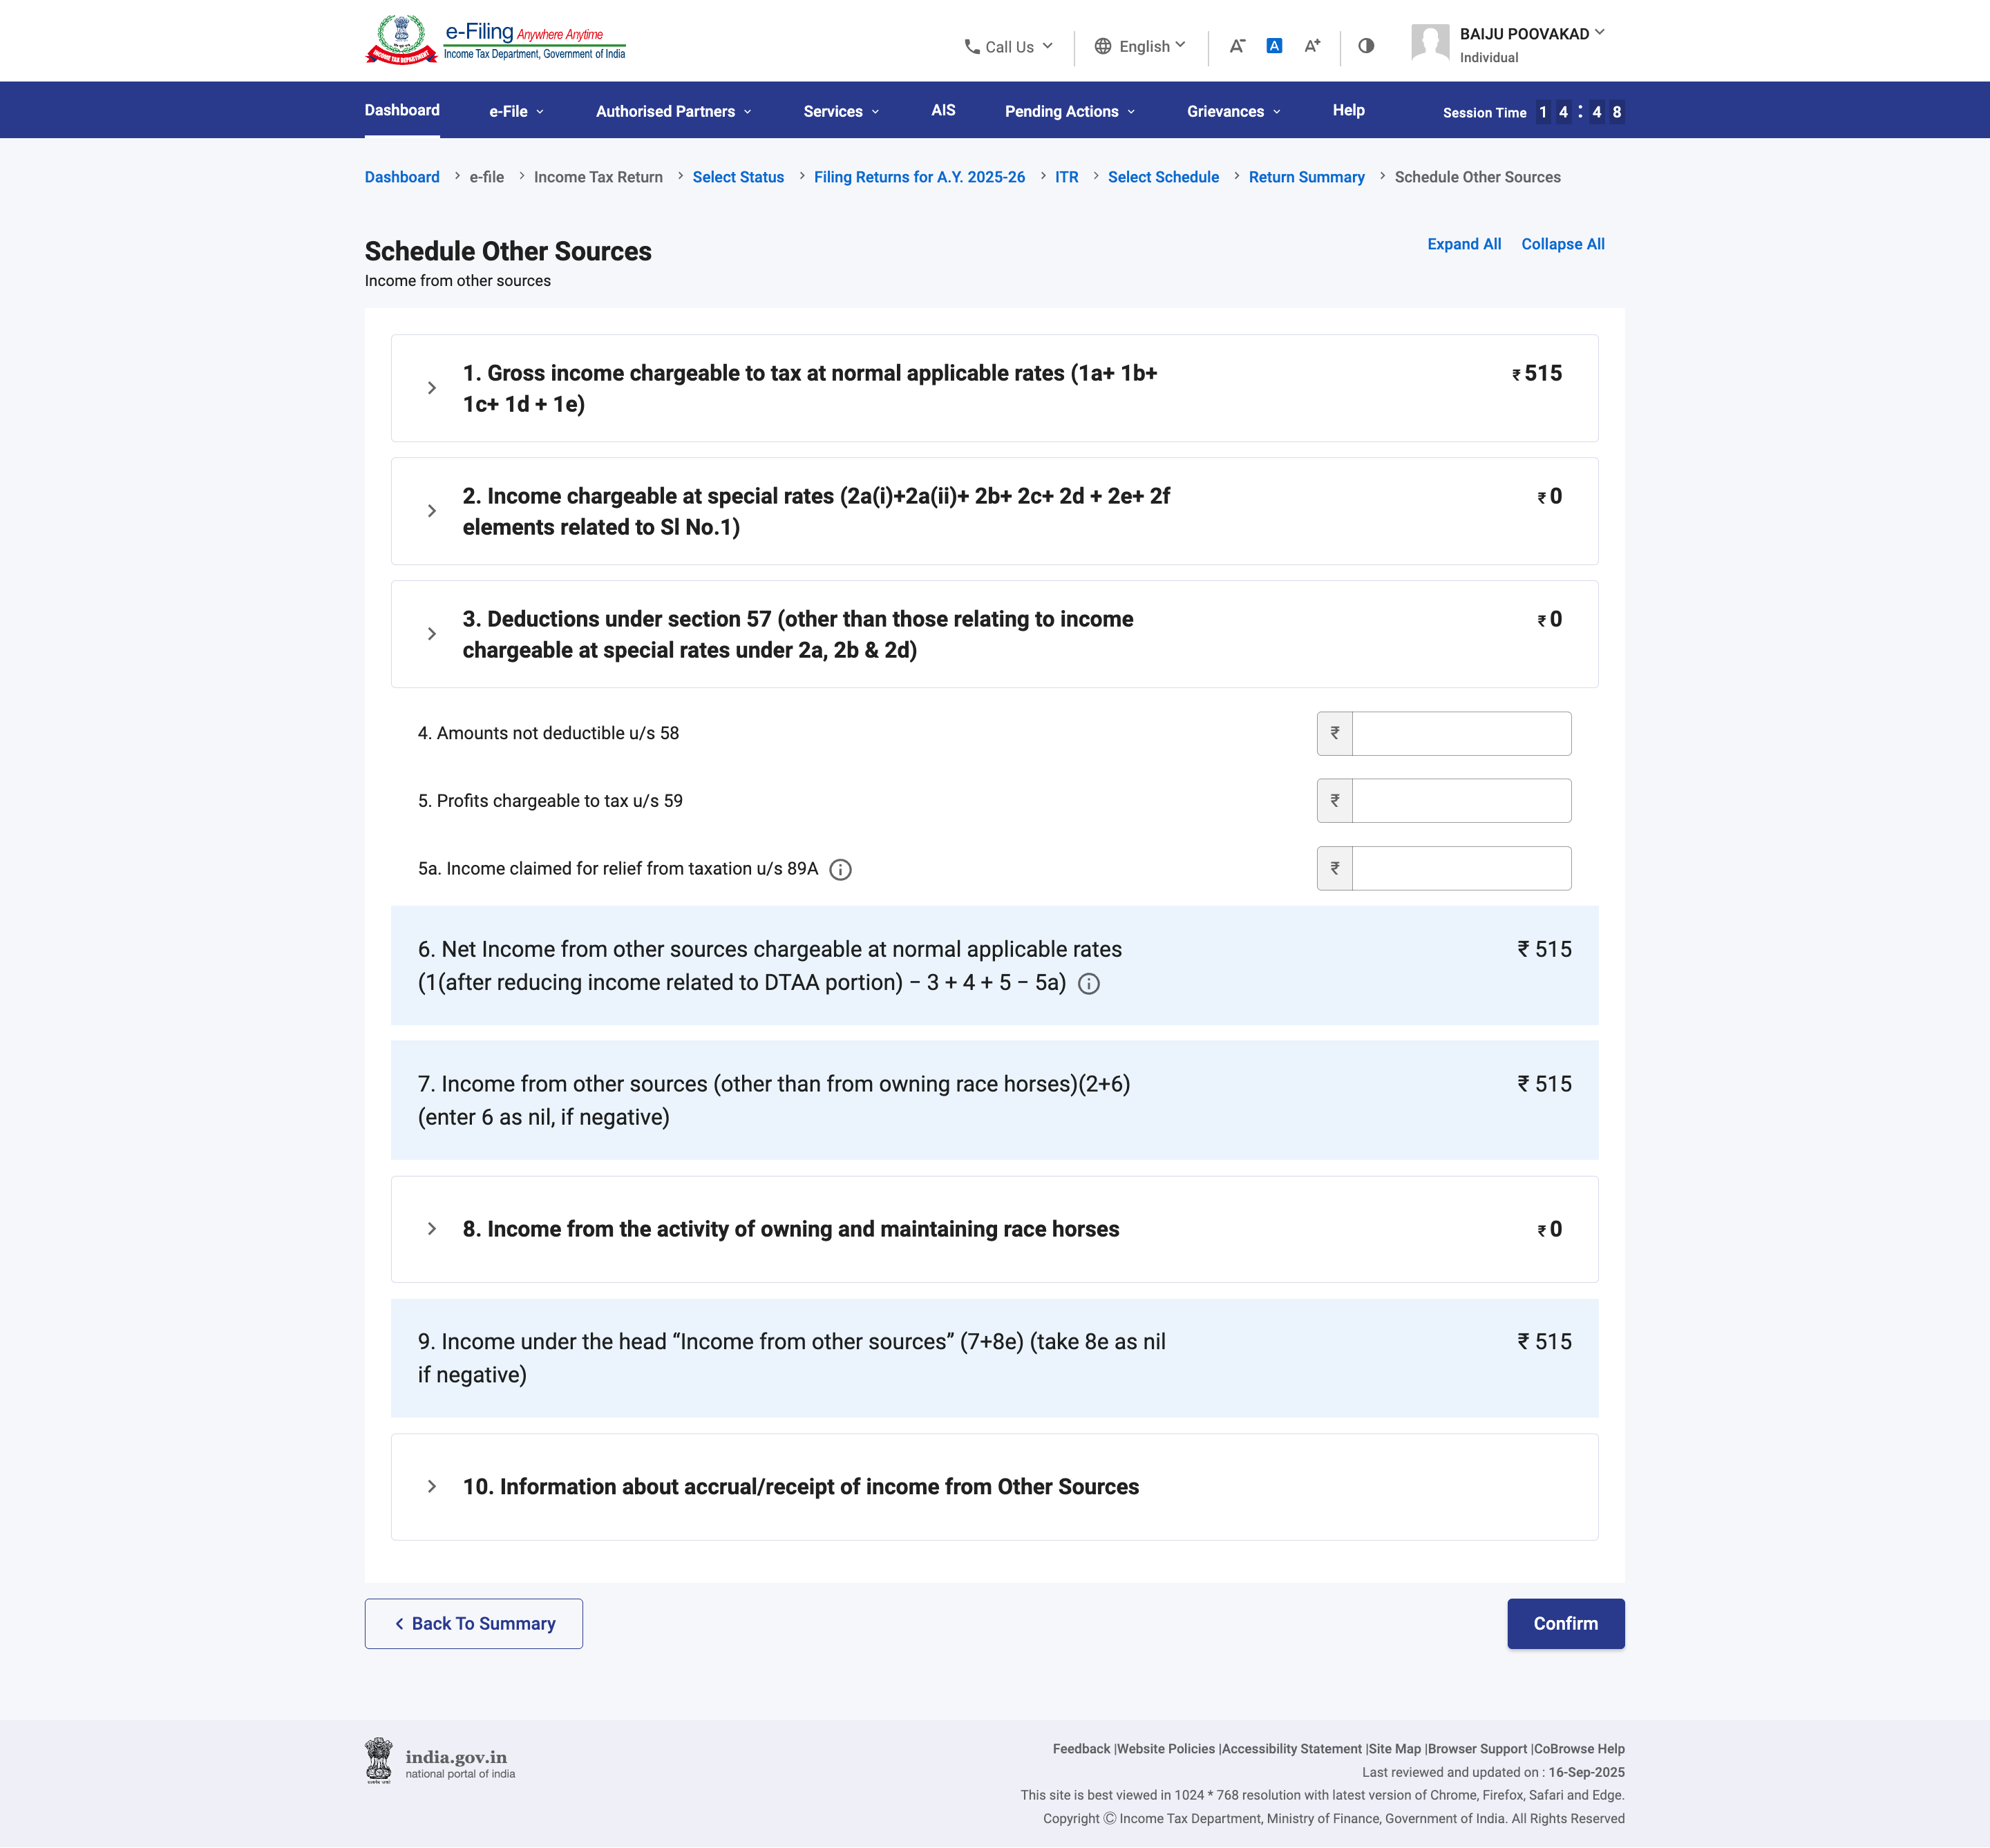 e-Filing Anywhere Anytime
Income Tax Department, Government of India
INCOME TAX DEPARTMENT
Call Us
English
A-
A
A+
BAIJU POOVAKAD
Individual
Dashboard e-File Authorised Partners Services AIS Pending Actions Grievances Help Session Time 1 4 : 4 8
Dashboard > e-file > Income Tax Return > Select Status > Filing Returns for A.Y. 2025-26 > ITR > Select Schedule > Return Summary > Schedule Other Sources
Schedule Other Sources
Expand All Collapse All
Income from other sources
1. Gross income chargeable to tax at normal applicable rates (1a+ 1b+ ₹ 515
1c+ 1d + 1e)
2. Income chargeable at special rates (2a(i)+2a(ii)+ 2b+ 2c+ 2d + 2e+ 2f ₹ 0
elements related to Sl No.1)
3. Deductions under section 57 (other than those relating to income ₹ 0
chargeable at special rates under 2a, 2b & 2d)
4. Amounts not deductible u/s 58 ₹
5. Profits chargeable to tax u/s 59 ₹
5a. Income claimed for relief from taxation u/s 89A ₹
6. Net Income from other sources chargeable at normal applicable rates ₹ 515
(1(after reducing income related to DTAA portion) − 3 + 4 + 5 − 5a)
7. Income from other sources (other than from owning race horses)(2+6) ₹ 515
(enter 6 as nil, if negative)
8. Income from the activity of owning and maintaining race horses ₹ 0
9. Income under the head “Income from other sources” (7+8e) (take 8e as nil ₹ 515
if negative)
10. Information about accrual/receipt of income from Other Sources
< Back To Summary
Confirm
india.gov.in
national portal of india
Feedback |Website Policies |Accessibility Statement |Site Map |Browser Support |CoBrowse Help
Last reviewed and updated on : 16-Sep-2025
This site is best viewed in 1024 * 768 resolution with latest version of Chrome, Firefox, Safari and Edge.
Copyright © Income Tax Department, Ministry of Finance, Government of India. All Rights Reserved